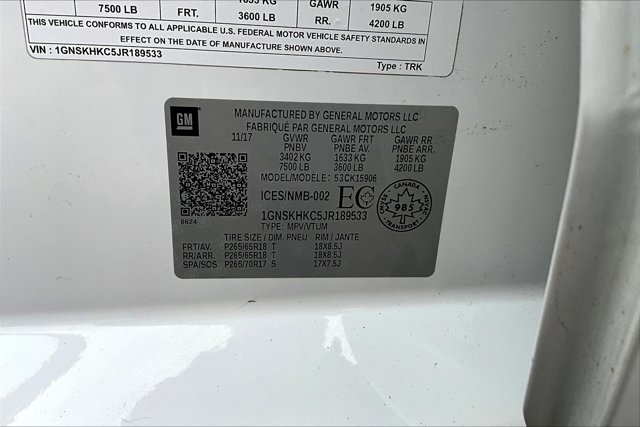 7500 LB FRT. 1633 KG 3600 LB GAWR RR. 1905 KG 4200 LB
THIS VEHICLE CONFORMS TO ALL APPLICABLE U.S. FEDERAL MOTOR VEHICLE SAFETY STANDARDS IN
EFFECT ON THE DATE OF MANUFACTURE SHOWN ABOVE.
VIN : 1GNSKHKC5JR189533 Type : TRK
GM
MANUFACTURED BY GENERAL MOTORS LLC
FABRIQUÉ PAR GENERAL MOTORS LLC
11/17 GVWR GAWR FRT GAWR RR
PNBV PNBE AV. PNBE ARR.
3402 KG 1633 KG 1905 KG
7500 LB 3600 LB 4200 LB
MODEL/MODÈLE: 53CK15906
ICES/NMB-002 EC
CANADA
985
1GNSKHKC5JR189533
8624
TYPE: MPV/VTUM
TIRE SIZE / DIM. PNEU RIM / JANTE
FRT/AV. P265/65R18 T 18X8.5J
RR/ARR. P265/65R18 T 18X8.5J
SPA/SOS P265/70R17 S 17X7.5J